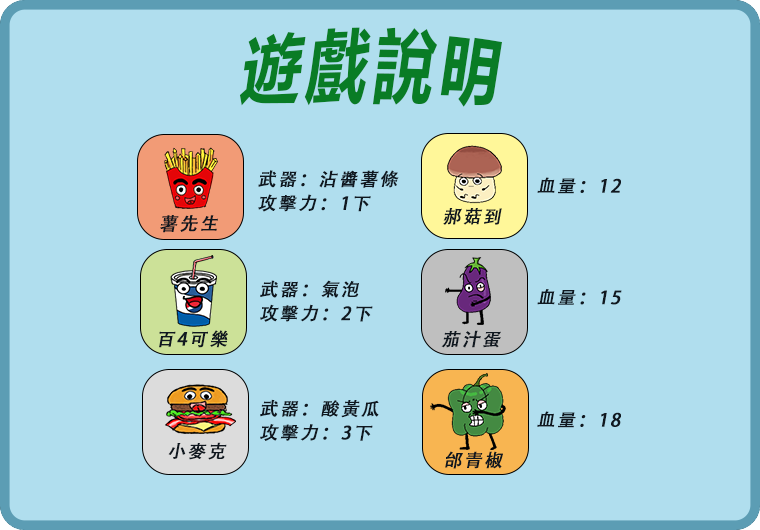 遊戲說明
薯先生
武器：沾醬薯條
攻擊力：1下
郝菇到
血量：12
百4可樂
武器：氣泡
攻擊力：2下
茄汁蛋
血量：15
小麥克
武器：酸黃瓜
攻擊力：3下
邰青椒
血量：18